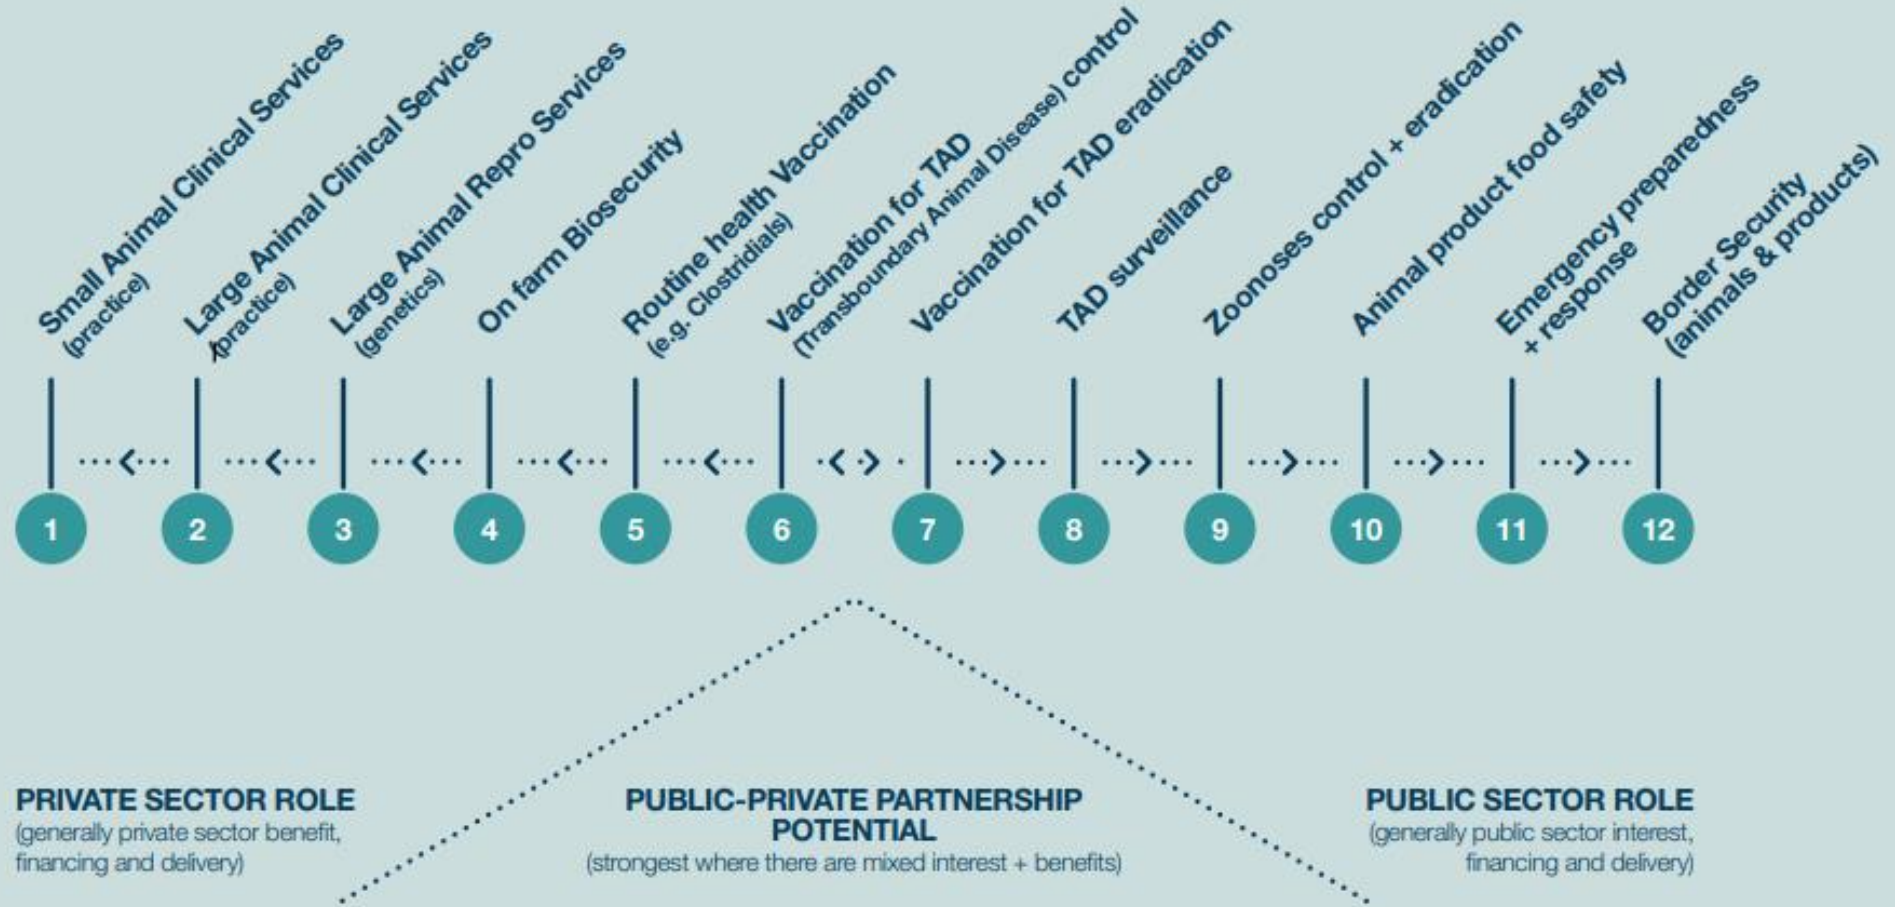 Small Animal Clinical Services
(practice)
Large Animal Clinical Services
(practice)
Large Animal Repro Services
(genetics)
On farm Biosecurity
Routine health Vaccination
(e.g. Clostridials)
Vaccination for TAD
(Transboundary Animal Disease) control
Vaccination for TAD eradication
TAD surveillance
Zoonoses control + eradication
Animal product food safety
Emergency preparedness
+ response
Border Security
(animals & products)
1
2
3
4
5
6
7
8
9
10
11
12
PRIVATE SECTOR ROLE
(generally private sector benefit,
financing and delivery)
PUBLIC-PRIVATE PARTNERSHIP
POTENTIAL
(strongest where there are mixed interest + benefits)
PUBLIC SECTOR ROLE
(generally public sector interest,
financing and delivery)